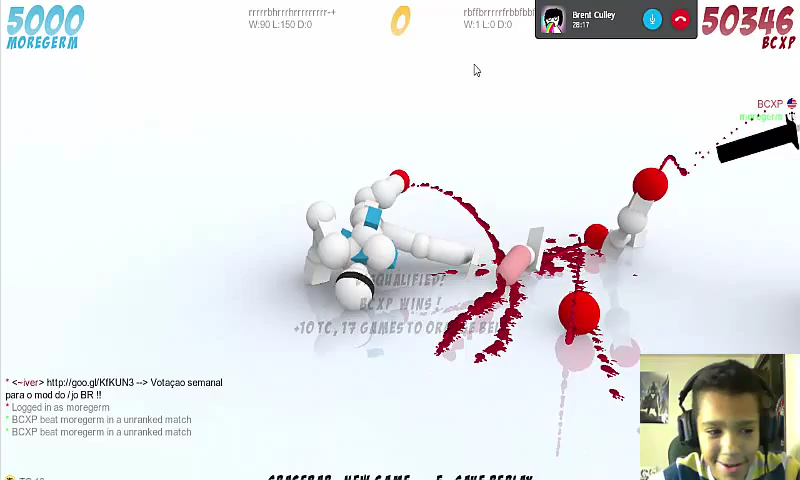 5000
MOREGERM
rrrrrbhrrrhrrrrrrrrr-+
W:90 L:150 D:0
0
W:1 L:0 D:0
Brent Culley
28:17
50346
BCXP
BCXP
moregerm
DISQUALIFIED!
BCXP WINS !
+10 TC, 17 GAMES TO ORANGE BEL
* <~iver> http://goo.gl/KfKUN3 --> Votaçao semanal
para o mod do /jo BR !!
* Logged in as moregerm
* BCXP beat moregerm in a unranked match
* BCXP beat moregerm in a unranked match